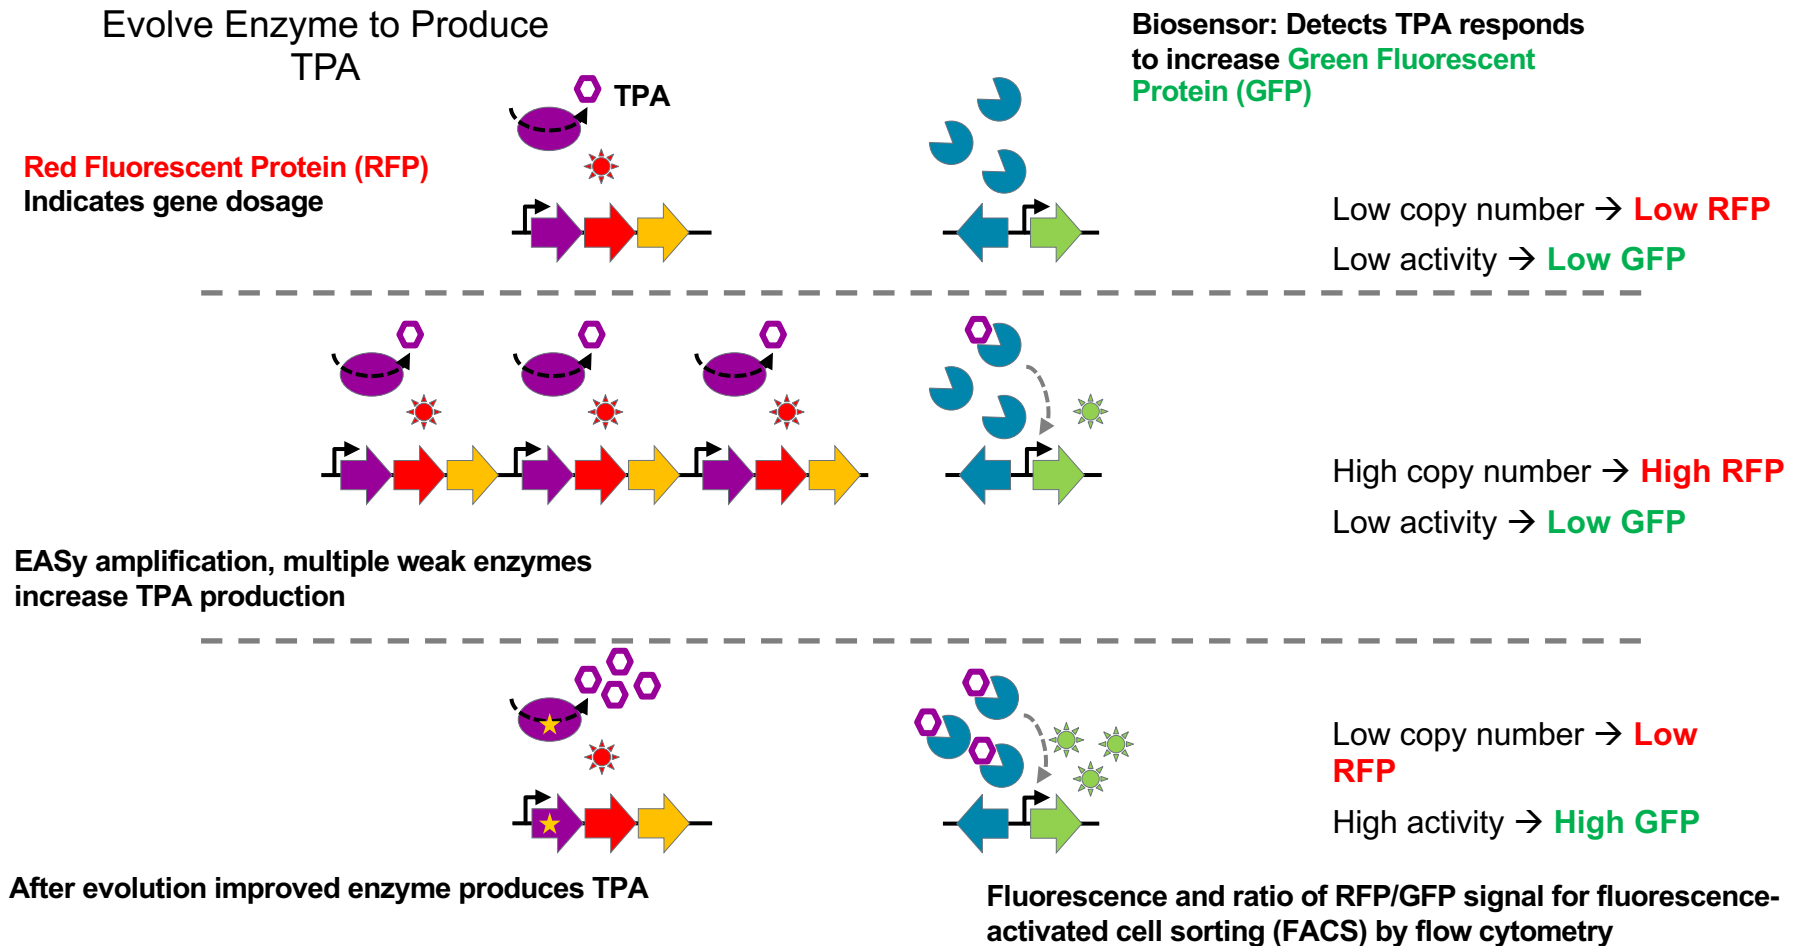 Evolve Enzyme to Produce
TPA
Biosensor: Detects TPA responds
to increase Green Fluorescent
Protein (GFP)
TPA
Red Fluorescent Protein (RFP)
Indicates gene dosage
Low copy number → Low RFP
Low activity → Low GFP
High copy number → High RFP
Low activity → Low GFP
EASy amplification, multiple weak enzymes
increase TPA production
Low copy number → Low
RFP
High activity → High GFP
After evolution improved enzyme produces TPA
Fluorescence and ratio of RFP/GFP signal for fluorescence-
activated cell sorting (FACS) by flow cytometry